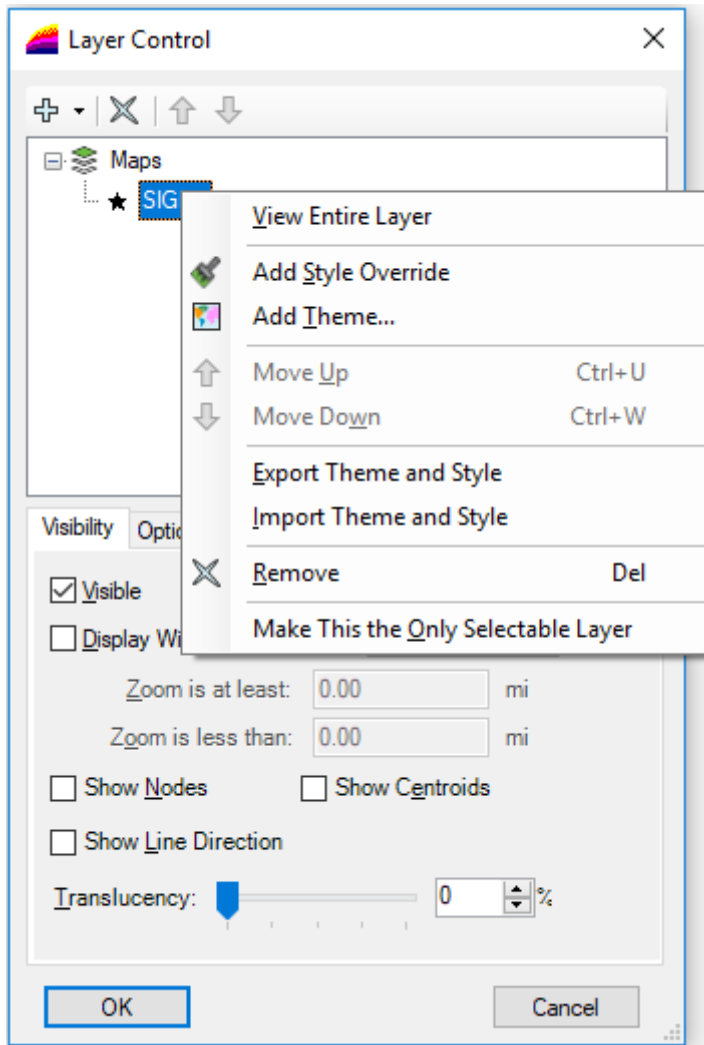 Layer Control
Maps
SIG
View Entire Layer
Add Style Override
Add Theme...
Move Up Ctrl+U
Move Down Ctrl+W
Export Theme and Style
Import Theme and Style
Remove Del
Make This the Only Selectable Layer
Visibility
Visible
Display
Zoom is at least: 0.00 mi
Zoom is less than: 0.00 mi
Show Nodes Show Centroids
Show Line Direction
Translucency: 0 %
OK Cancel